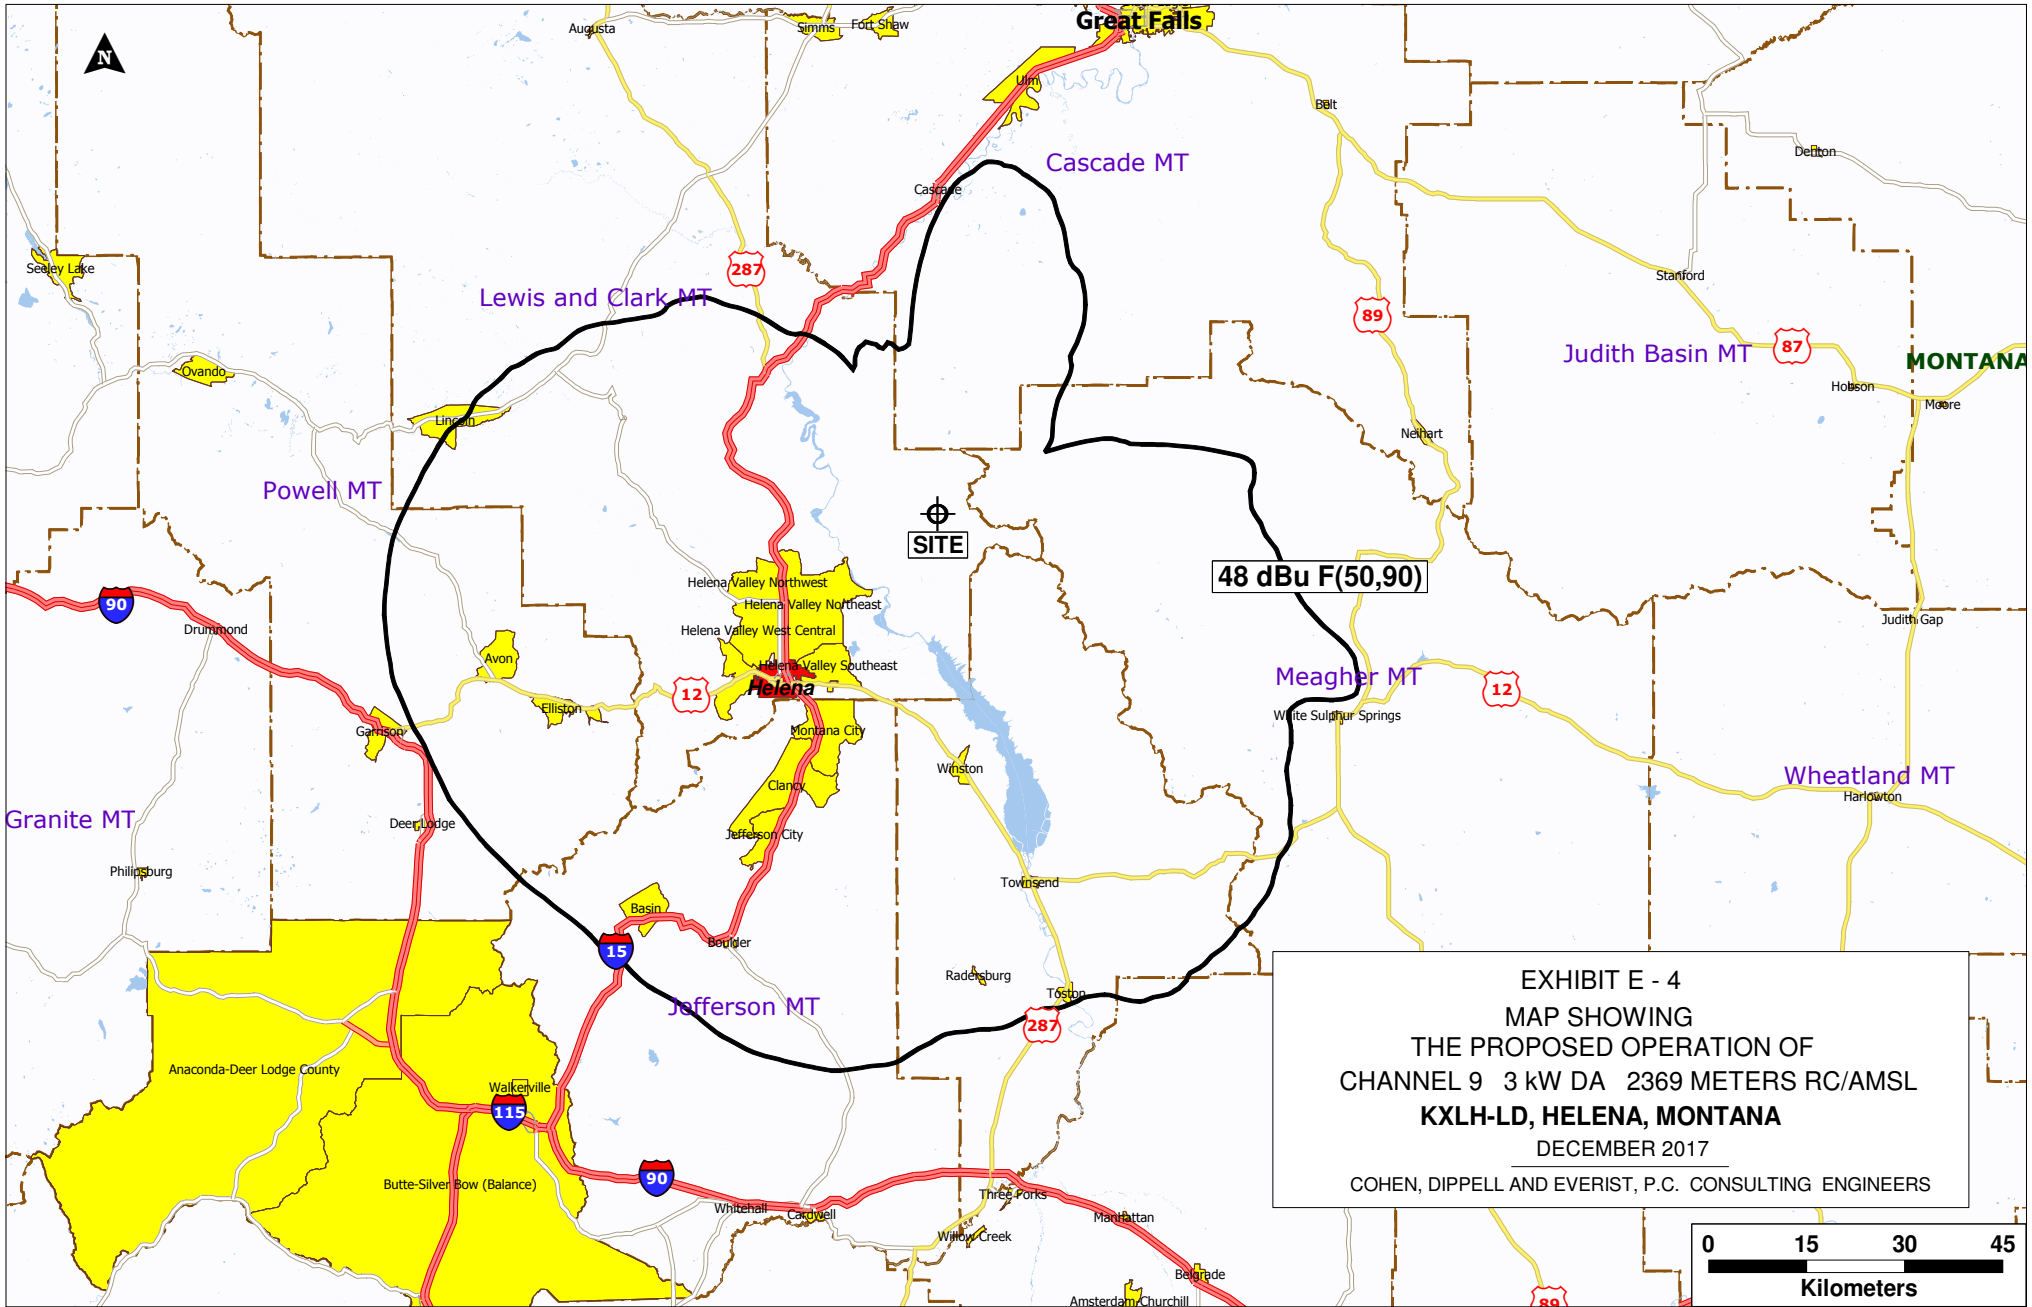 N
Augusta
Simms
Fort Shaw
Great Falls
Ulm
Belt
Denton
Cascade MT
Cascade
Seeley Lake
287
Stanford
Lewis and Clark MT
89
Judith Basin MT
87
MONTANA
Ovando
Hobson
Moore
Lincoln
Neihart
Powell MT
SITE
48 dBu F(50,90)
Helena Valley Northwest
90
Helena Valley Northeast
Judith Gap
Drummond
Helena Valley West Central
Avon
Helena Valley Southeast
Meagher MT
Helena
12
12
Elliston
White Sulphur Springs
Garrison
Montana City
Winston
Wheatland MT
Clancy
Harlowton
Granite MT
Deer Lodge
Jefferson City
Philipsburg
Townsend
Basin
Boulder
15
Radersburg
Toston
Jefferson MT
287
Anaconda-Deer Lodge County
Walkerville
115
Butte-Silver Bow (Balance)
90
Three Forks
Whitehall
Cardwell
Manhattan
Willow Creek
Belgrade
Amsterdam-Churchill
89
EXHIBIT E - 4
MAP SHOWING
THE PROPOSED OPERATION OF
CHANNEL 9 3 kW DA 2369 METERS RC/AMSL
KXLH-LD, HELENA, MONTANA
DECEMBER 2017
COHEN, DIPPELL AND EVERIST, P.C. CONSULTING ENGINEERS
0 15 30 45
Kilometers